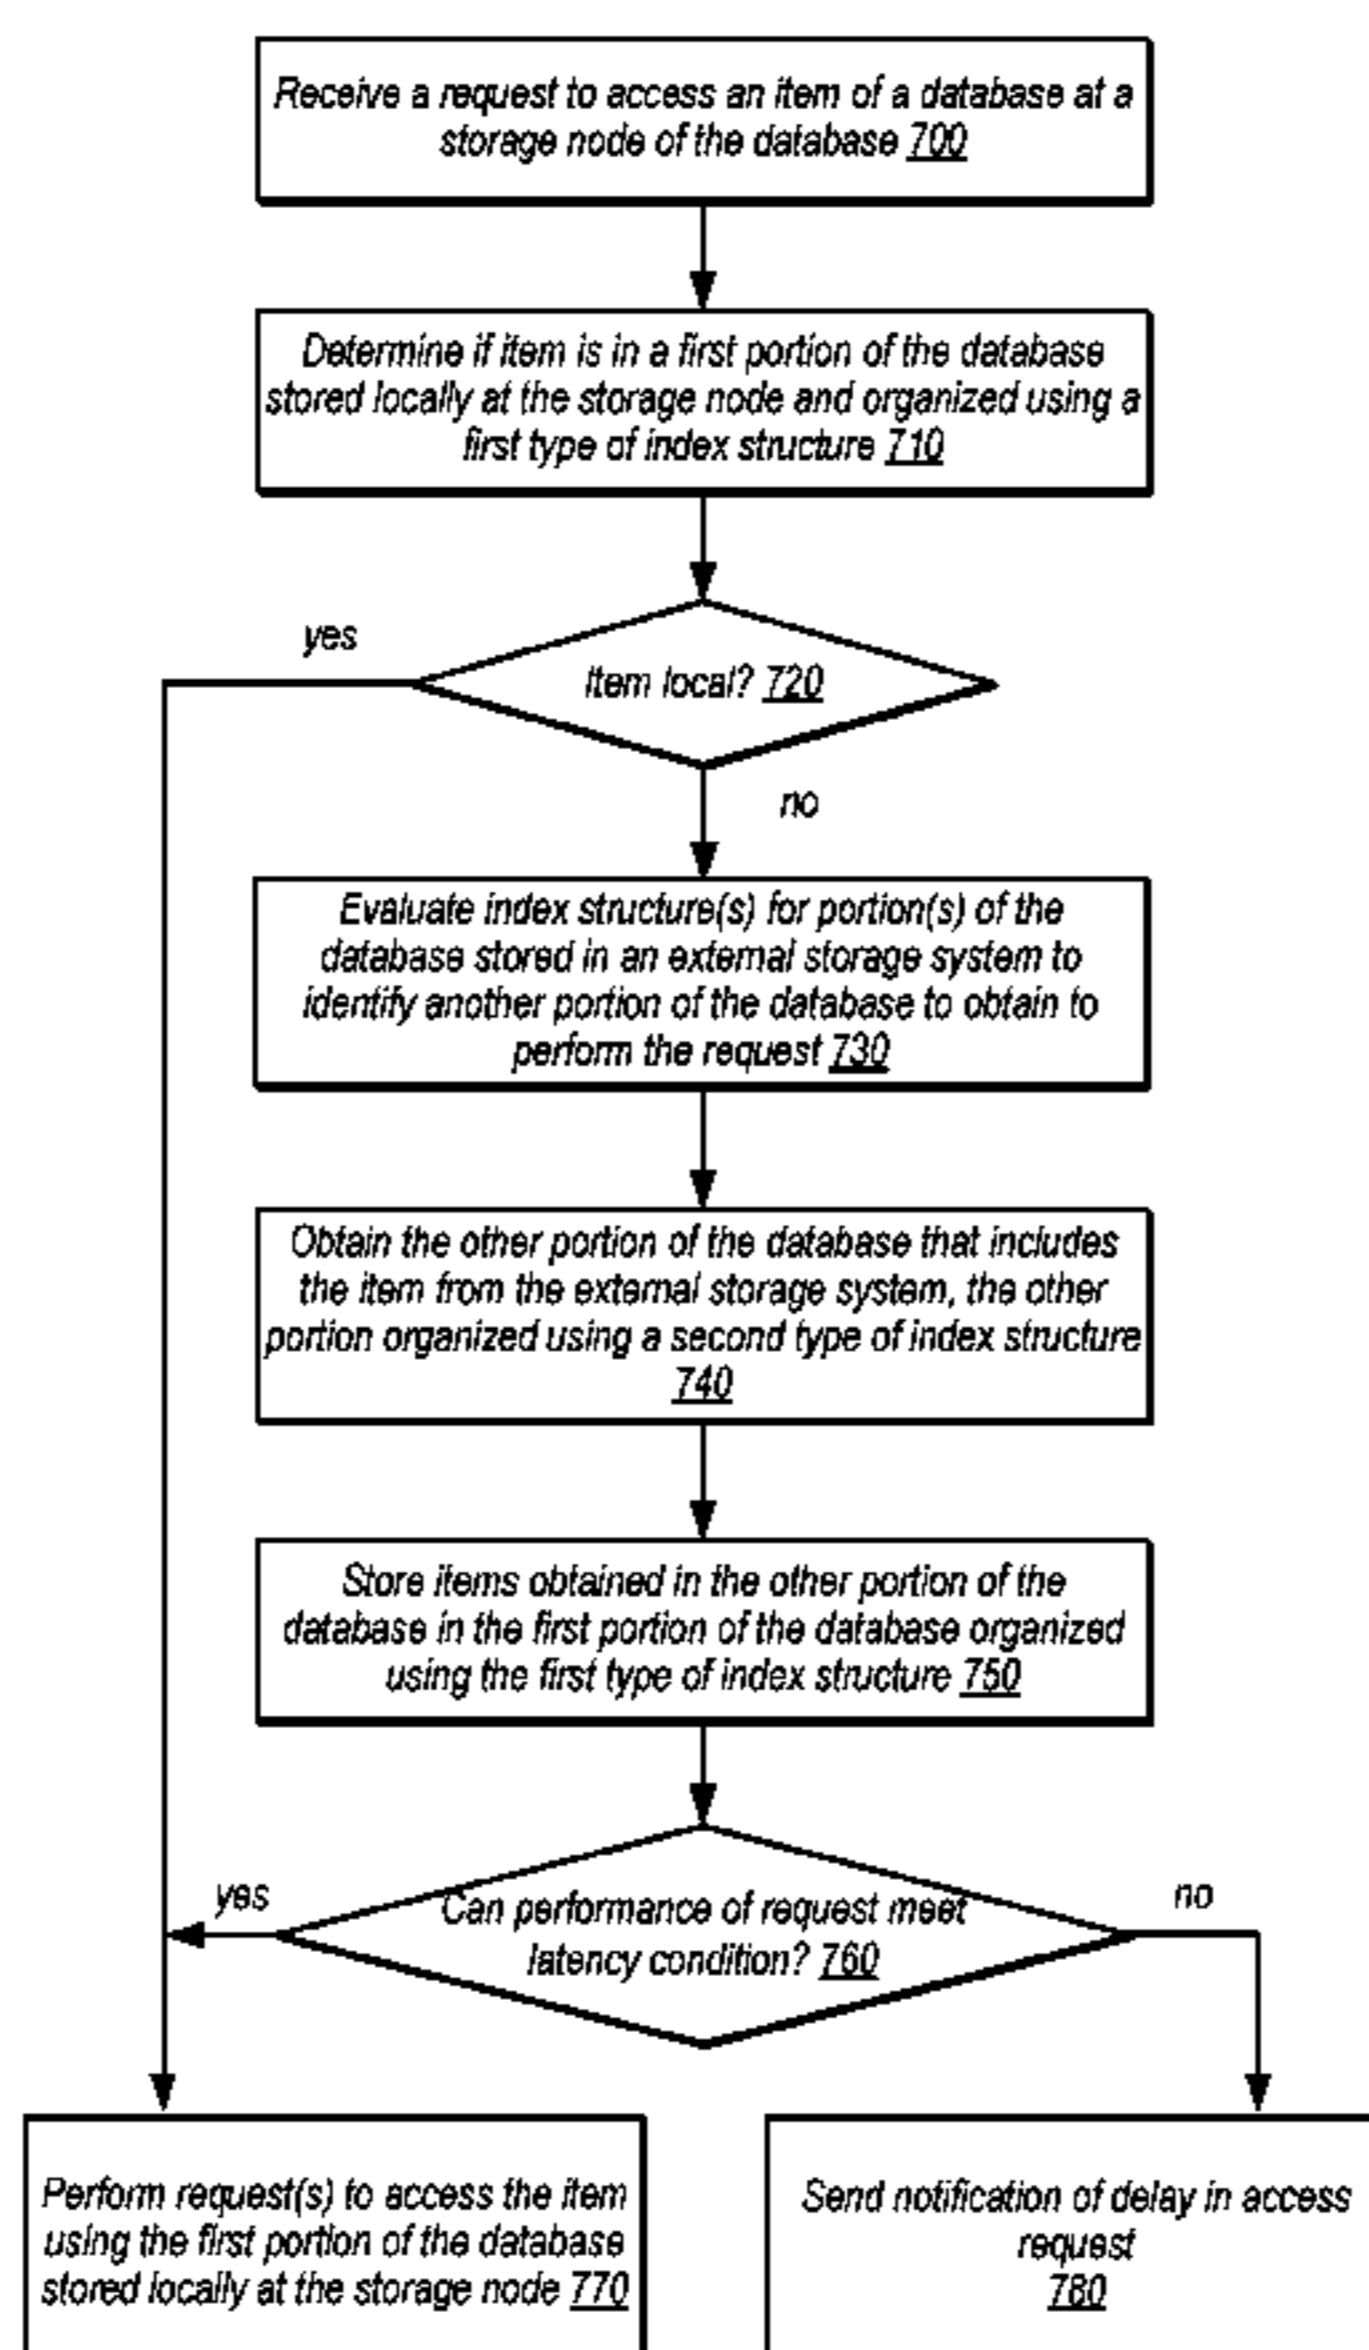 Receive a request to access an item of a database at a
storage node of the database 700
Determine if item is in a first portion of the database
stored locally at the storage node and organized using a
first type of index structure 710
yes
Item local? 720
no
Evaluate index structure(s) for portion(s) of the
database stored in an external storage system to
identify another portion of the database to obtain to
perform the request 730
Obtain the other portion of the database that includes
the item from the external storage system, the other
portion organized using a second type of index structure
740
Store items obtained in the other portion of the
database in the first portion of the database organized
using the first type of index structure 750
yes
Can performance of request meet
latency condition? 760
no
Perform request(s) to access the item
using the first portion of the database
stored locally at the storage node 770
Send notification of delay in access
request
780